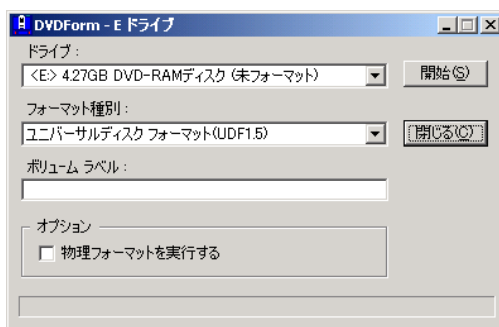 DVDForm - E ドライブ
ドライブ :
<E:> 4.27GB DVD-RAMディスク (未フォーマット)
開始(S)
フォーマット種別 :
ユニバーサルディスク フォーマット(UDF1.5)
閉じる(C)
ボリューム ラベル :
オプション
物理フォーマットを実行する